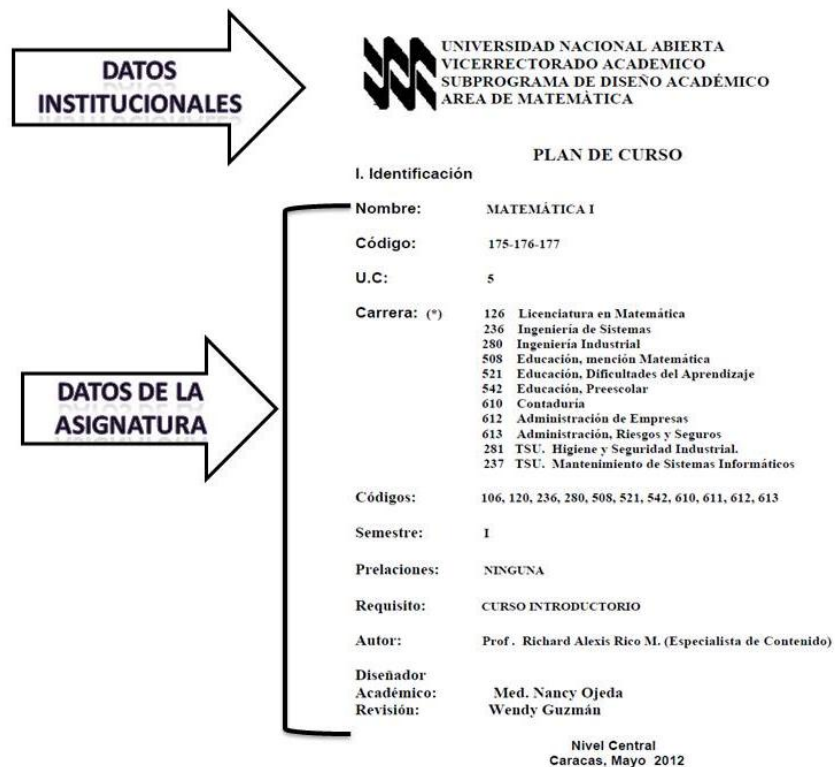 DATOS
INSTITUCIONALES
UNIVERSIDAD NACIONAL ABIERTA
VICERRECTORADO ACADEMICO
SUBPROGRAMA DE DISEÑO ACADÉMICO
AREA DE MATEMÀTICA
PLAN DE CURSO
I. Identificación
Nombre: MATEMÁTICA I
Código: 175-176-177
U.C: 5
Carrera: (*) 126 Licenciatura en Matemática
236 Ingeniería de Sistemas
280 Ingeniería Industrial
508 Educación, mención Matemática
521 Educación, Dificultades del Aprendizaje
542 Educación, Preescolar
610 Contaduría
612 Administración de Empresas
613 Administración, Riesgos y Seguros
281 TSU. Higiene y Seguridad Industrial.
237 TSU. Mantenimiento de Sistemas Informáticos
DATOS DE LA
ASIGNATURA
Códigos: 106, 120, 236, 280, 508, 521, 542, 610, 611, 612, 613
Semestre: I
Prelaciones: NINGUNA
Requisito: CURSO INTRODUCTORIO
Autor: Prof . Richard Alexis Rico M. (Especialista de Contenido)
Diseñador
Académico: Med. Nancy Ojeda
Revisión: Wendy Guzmán
Nivel Central
Caracas, Mayo 2012